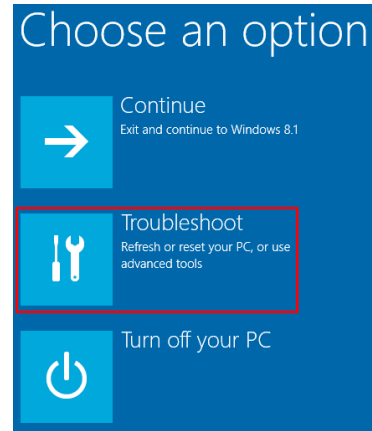 Choose an option
Continue
Exit and continue to Windows 8.1
Troubleshoot
Refresh or reset your PC, or use
advanced tools
Turn off your PC